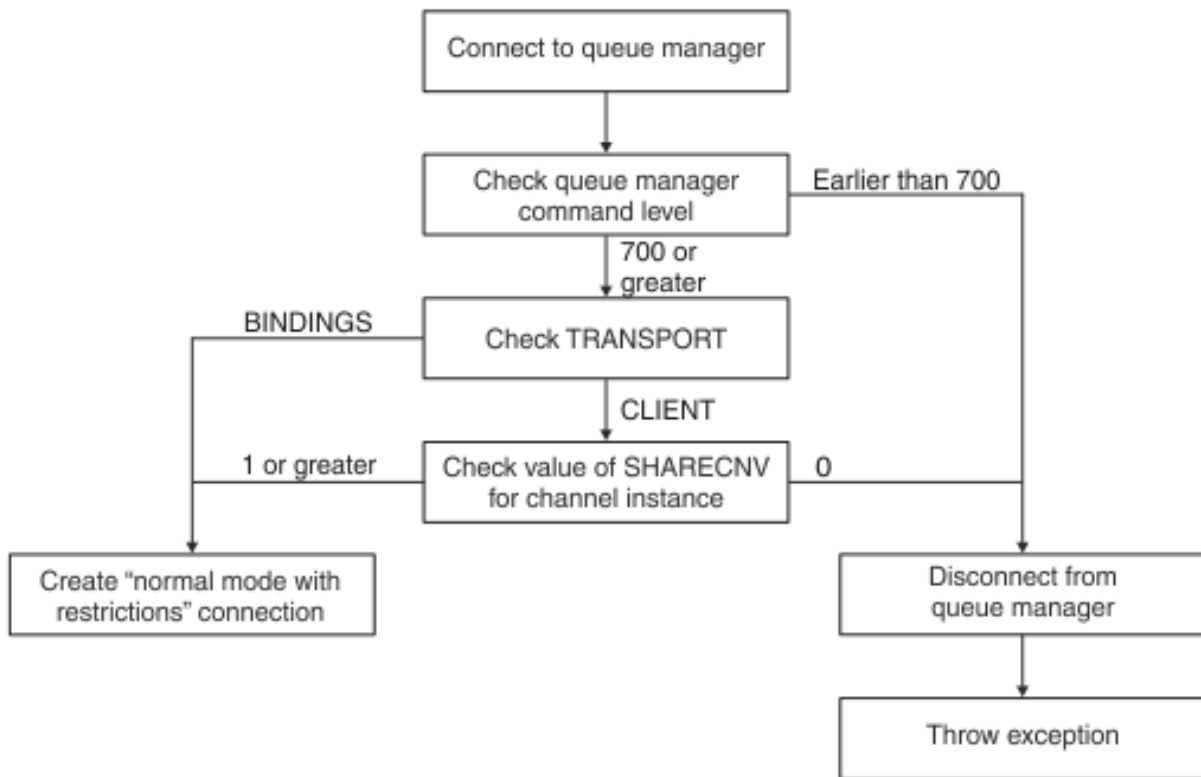 Connect to queue manager
Check queue manager
command level
Earlier than 700
700 or
greater
BINDINGS
Check TRANSPORT
CLIENT
1 or greater
Check value of SHARECNV
for channel instance
0
Create “normal mode with
restrictions” connection
Disconnect from
queue manager
Throw exception